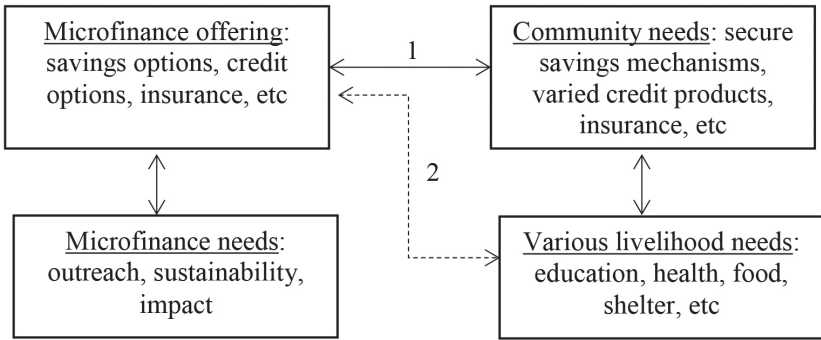 Microfinance offering:
savings options, credit
options, insurance, etc
1
Community needs: secure
savings mechanisms,
varied credit products,
insurance, etc
2
Microfinance needs:
outreach, sustainability,
impact
Various livelihood needs:
education, health, food,
shelter, etc